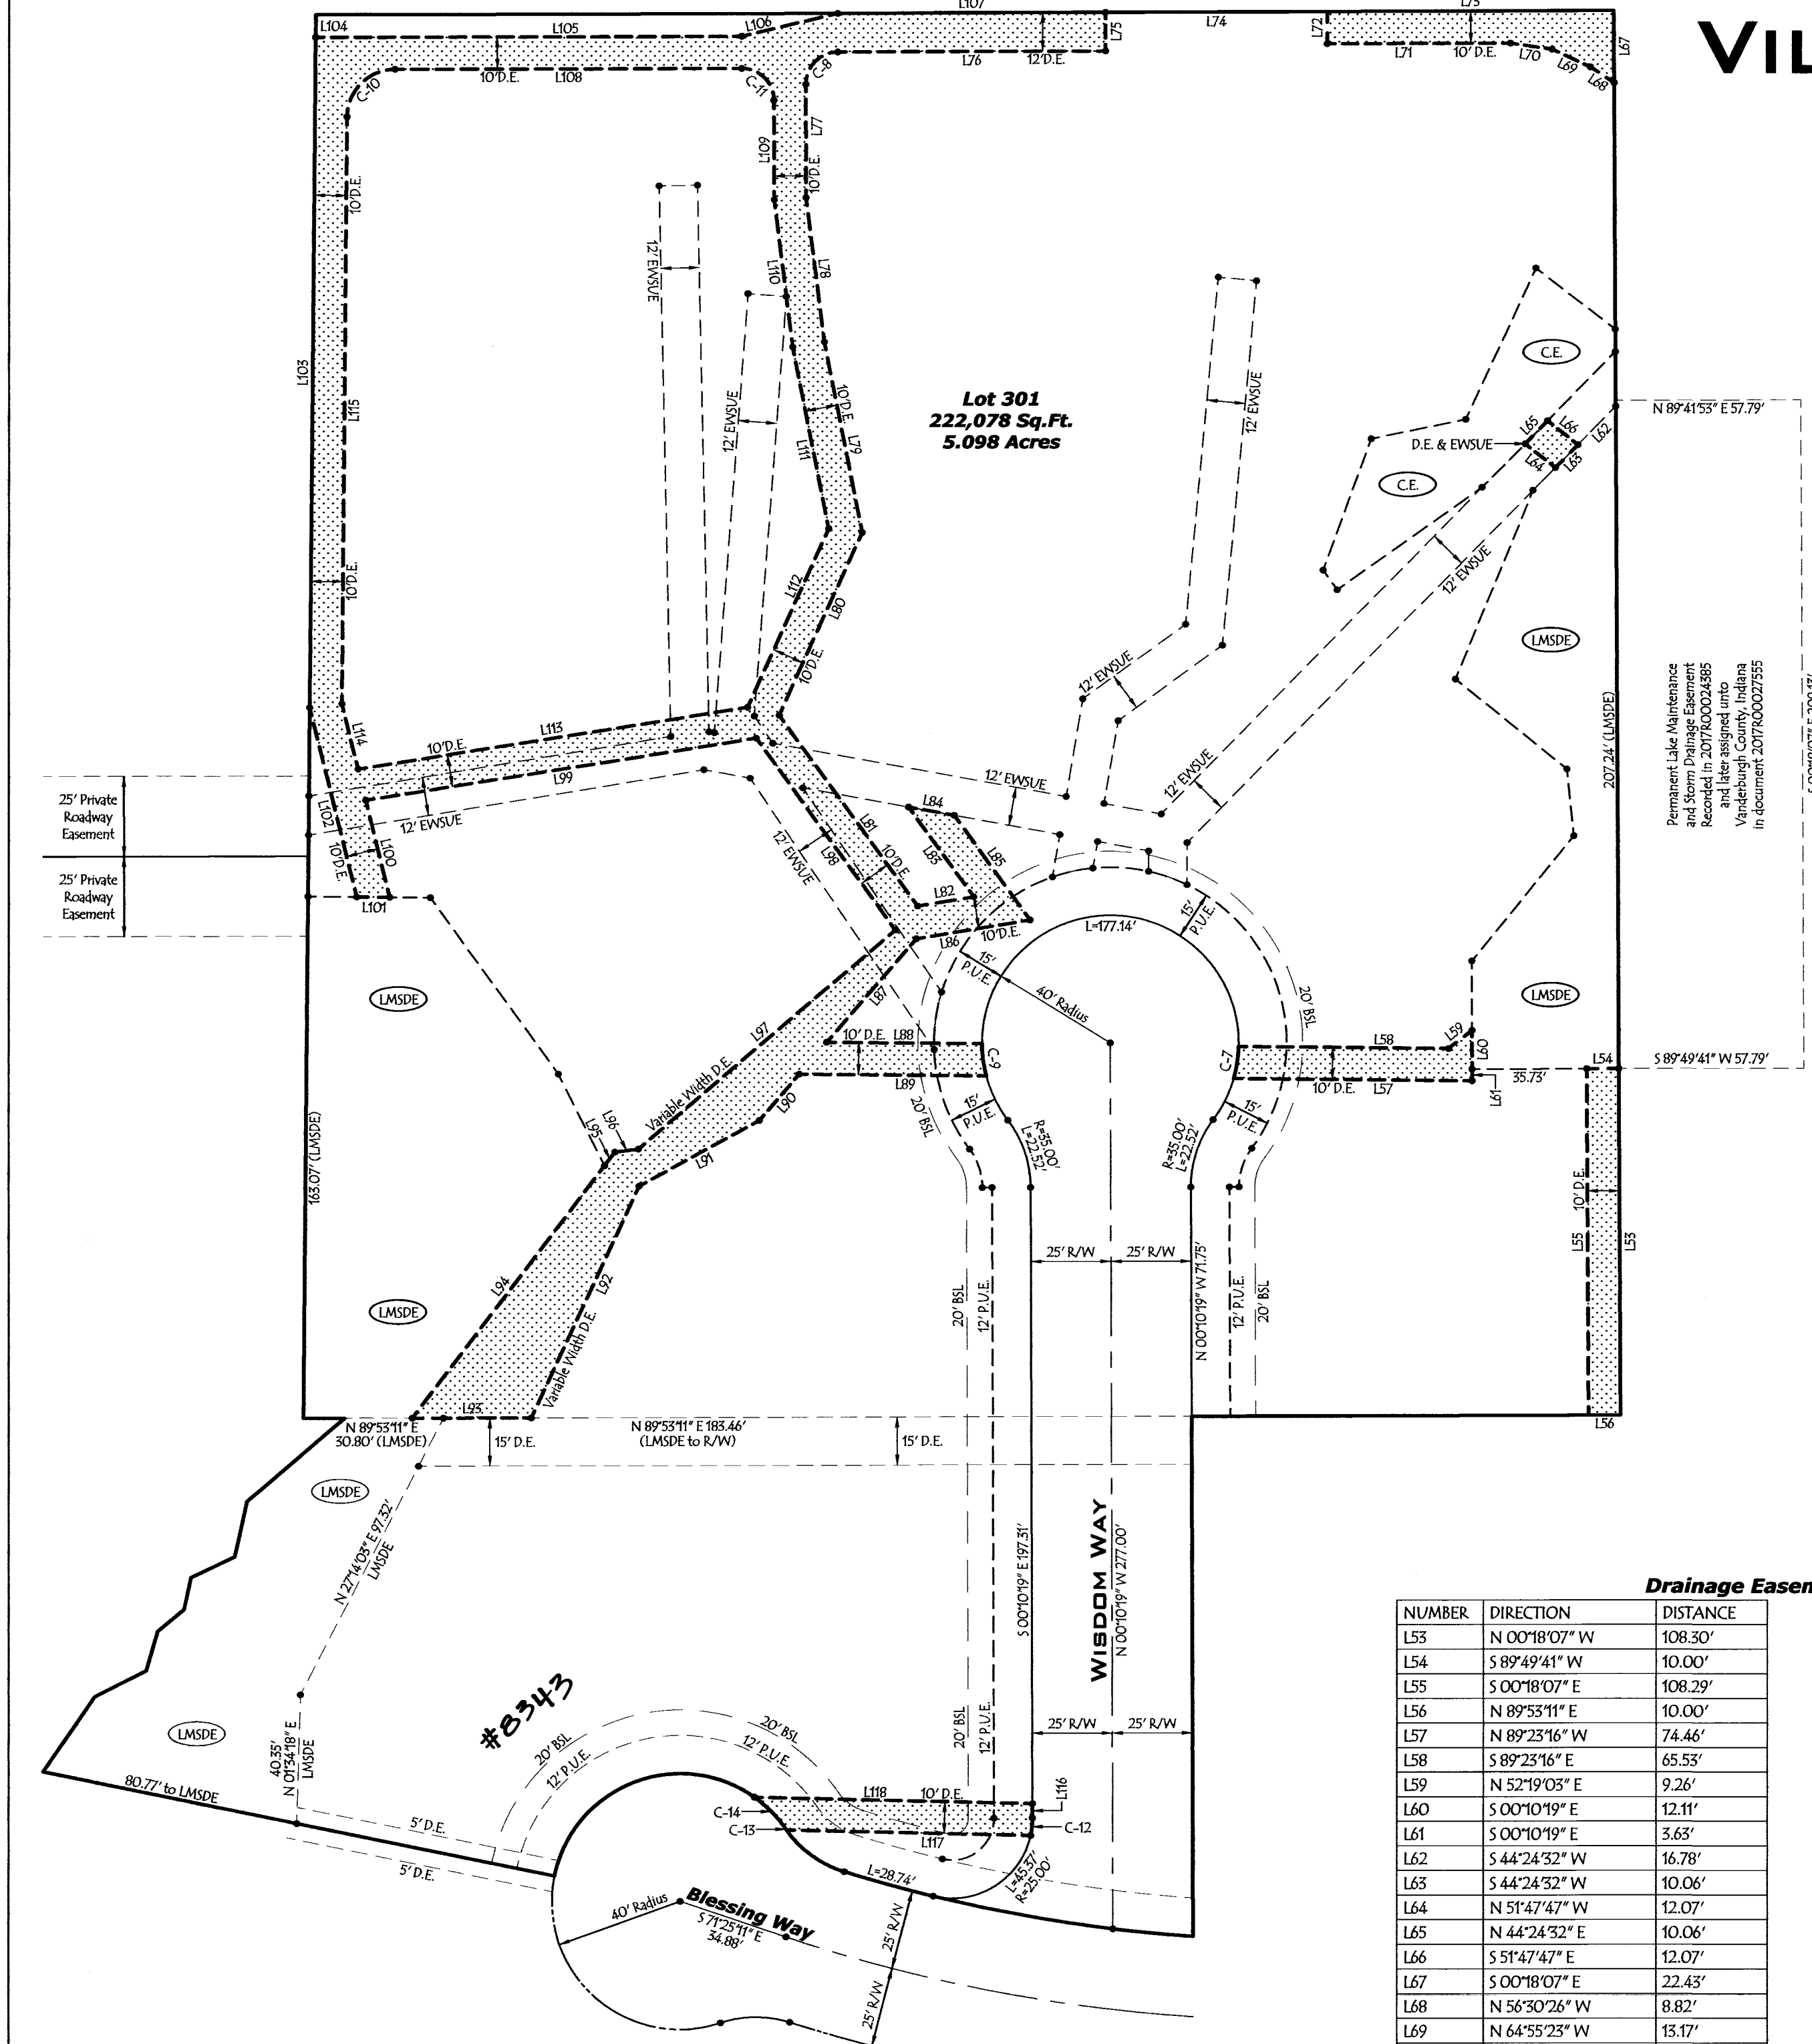 VIL
L104
L105
L106
L107
L75
L74
L72
L73
L67
10' D.E.
L108
C-10
C-11
C-8
L76
12' D.E.
L71
10' D.E.
L70
L69
L68
L77
L109
10' D.E.
10' D.E.
12' EWSUE
L110
L78
12' EWSUE
L103
L115
L111
10' D.E.
L79
Lot 301
222,078 Sq.Ft.
5.098 Acres
12' EWSUE
C.E.
N 89°41'53" E 57.79'
L65
L66
L62
D.E. & EWSUE
L64
L63
C.E.
10' D.E.
L112
L80
10' D.E.
12' EWSUE
LMSDE
12' EWSUE
207.24' (LMSDE)
Permanent Lake Maintenance
and Storm Drainage Easement
Recorded in 2017R00024385
and later assigned unto
Vanderburgh County, Indiana
in document 2017R00027555
L114
10' D.E.
L113
L99
12' EWSUE
12' EWSUE
12' EWSUE
25' Private
Roadway
Easement
L102
10' D.E.
L100
L101
12' EWSUE
L81
L98
10' D.E.
L84
L83
L85
L82
25' Private
Roadway
Easement
L86
10' D.E.
L=177.14'
15'
P.U.E.
15'
P.U.E.
40' Radius
LMSDE
L87
L97
20' BSL
LMSDE
10' D.E.
L88
C-9
L89
L90
C-7
L58
L59
L60
10' D.E.
L57
L61
35.73'
L54
S 89°49'41" W 57.79'
Variable Width D.E.
L95
L96
L91
20' BSL
15'
P.U.E.
R=35.00'
L=22.52'
R=35.00'
L=22.52'
15'
P.U.E.
163.07' (LMSDE)
10' D.E.
L55
L53
L94
L92
LMSDE
Variable Width D.E.
25' R/W
25' R/W
20' BSL
12' P.U.E.
N 00°10'19" W 71.75'
12' P.U.E.
20' BSL
L93
L56
N 89°53'11" E
30.80' (LMSDE)
15' D.E.
N 89°53'11" E 183.46'
(LMSDE to R/W)
15' D.E.
LMSDE
N 27°14'03" E 97.32'
LMSDE
S 00°10'19" E 197.31'
WISDOM WAY
N 00°10'19" W 277.00'
#8343
LMSDE
40.35'
N 01°34'18" E
LMSDE
80.77' to LMSDE
20' BSL
12' P.U.E.
20' BSL
12' P.U.E.
20' BSL
12' P.U.E.
25' R/W
25' R/W
L118
10' D.E.
L116
C-14
C-13
L117
C-12
5' D.E.
5' D.E.
L=28.74'
L=45.37'
R=25.00'
40' Radius
Blessing Way
S 71°25'11" E
34.88'
25' R/W
25' R/W
Drainage Easem
NUMBER DIRECTION DISTANCE
L53 N 00°18'07" W 108.30'
L54 S 89°49'41" W 10.00'
L55 S 00°18'07" E 108.29'
L56 N 89°53'11" E 10.00'
L57 N 89°23'16" W 74.46'
L58 S 89°23'16" E 65.53'
L59 N 52°19'03" E 9.26'
L60 S 00°10'19" E 12.11'
L61 S 00°10'19" E 3.63'
L62 S 44°24'32" W 16.78'
L63 S 44°24'32" W 10.06'
L64 N 51°47'47" W 12.07'
L65 N 44°24'32" E 10.06'
L66 S 51°47'47" E 12.07'
L67 S 00°18'07" E 22.43'
L68 N 56°30'26" W 8.82'
L69 N 64°55'23" W 13.17'